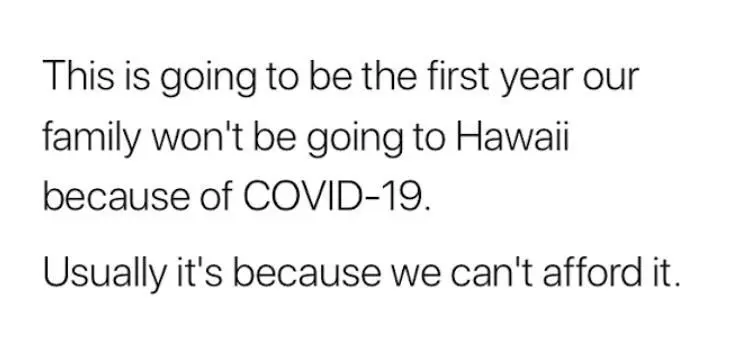 This is going to be the first year our
family won't be going to Hawaii
because of COVID-19.
Usually it's because we can't afford it.